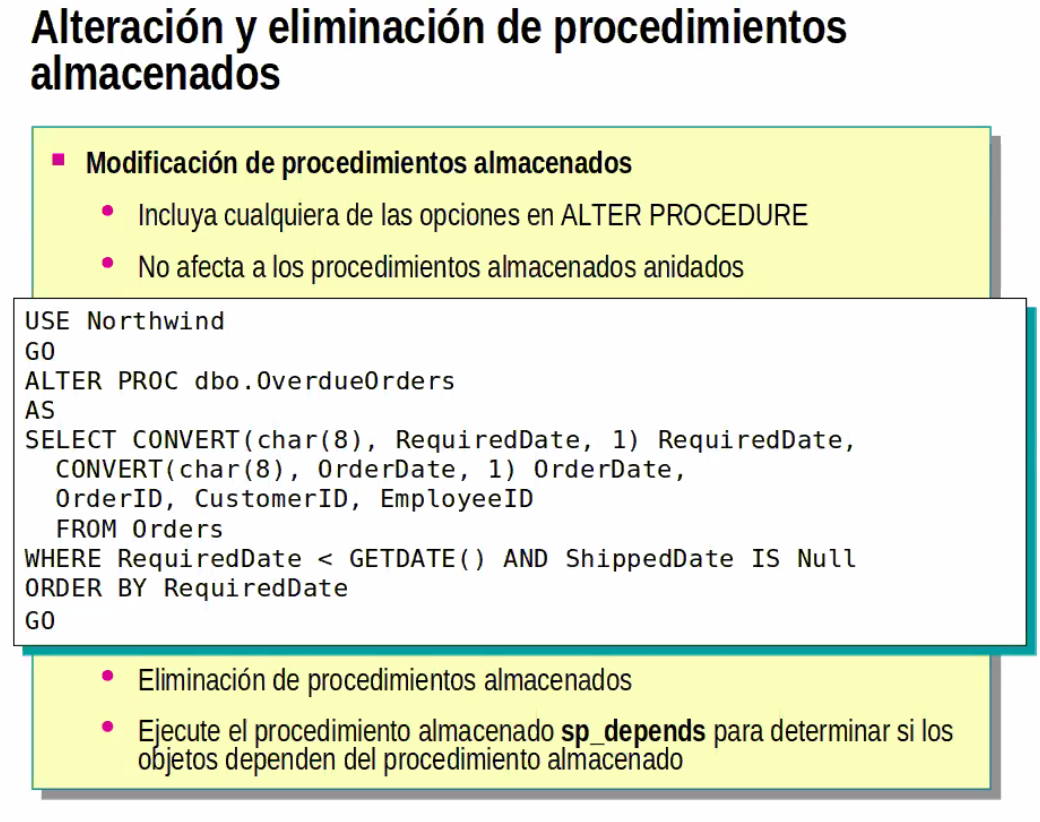 Alteración y eliminación de procedimientos
almacenados
Modificación de procedimientos almacenados
Incluya cualquiera de las opciones en ALTER PROCEDURE
No afecta a los procedimientos almacenados anidados
USE Northwind
GO
ALTER PROC dbo.OverdueOrders
AS
SELECT CONVERT(char(8), RequiredDate, 1) RequiredDate,
  CONVERT(char(8), OrderDate, 1) OrderDate,
  OrderID, CustomerID, EmployeeID
  FROM Orders
WHERE RequiredDate < GETDATE() AND ShippedDate IS Null
ORDER BY RequiredDate
GO
Eliminación de procedimientos almacenados
Ejecute el procedimiento almacenado sp_depends para determinar si los
objetos dependen del procedimiento almacenado